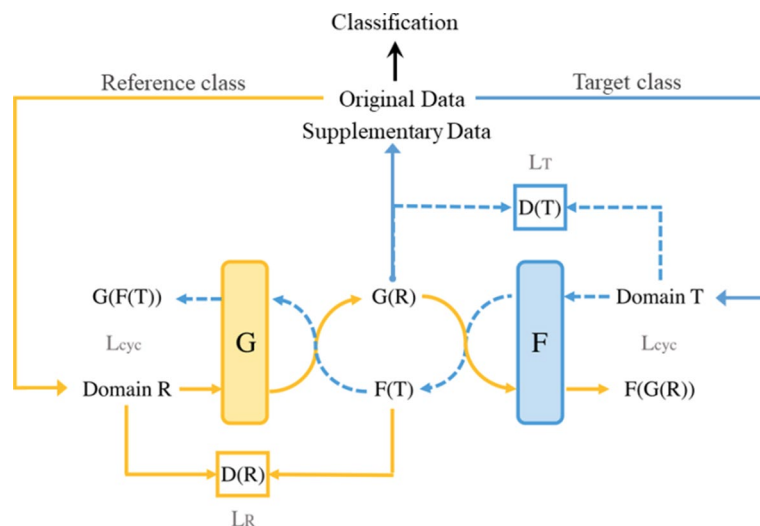 Classification
Reference class
Original Data
Target class
Supplementary Data
LT
D(T)
G(F(T))
G
G(R)
F
Domain T
Lcyc
Lcyc
Domain R
F(T)
F(G(R))
D(R)
LR